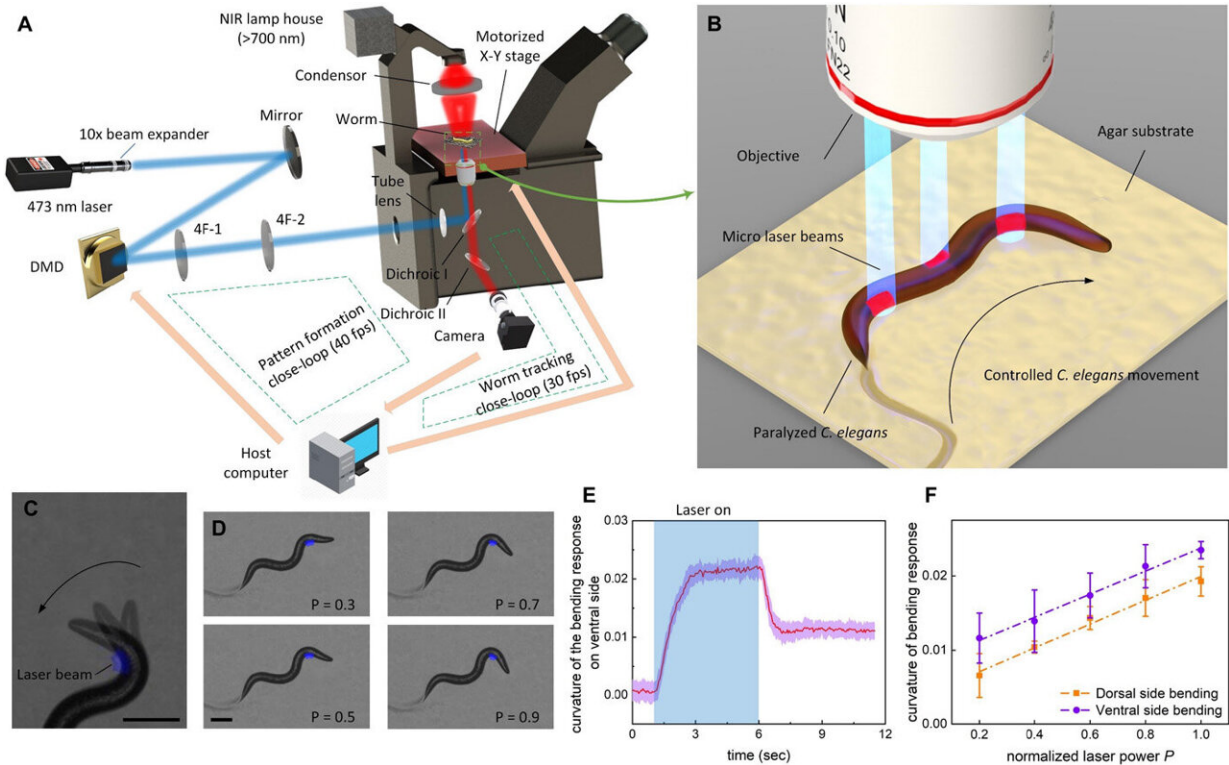 A
NIR lamp house
(>700 nm)
Motorized
X-Y stage
Condensor
Mirror
Worm
10x beam expander
473 nm laser
Tube
lens
4F-1
4F-2
DMD
Dichroic I
Dichroic II
Camera
Pattern formation
close-loop (40 fps)
Worm tracking
close-loop (30 fps)
Host
computer
B
N
N22
Objective
Agar substrate
Micro laser beams
Controlled C. elegans movement
Paralyzed C. elegans
C
Laser beam
D
P = 0.3
P = 0.7
P = 0.5
P = 0.9
E
Laser on
curvature of the bending response
on ventral side
0.03
0.02
0.01
0.00
0
3
6
9
12
time (sec)
F
curvature of bending response
0.02
0.01
0.00
Dorsal side bending
Ventral side bending
0.2
0.4
0.6
0.8
1.0
normalized laser power P